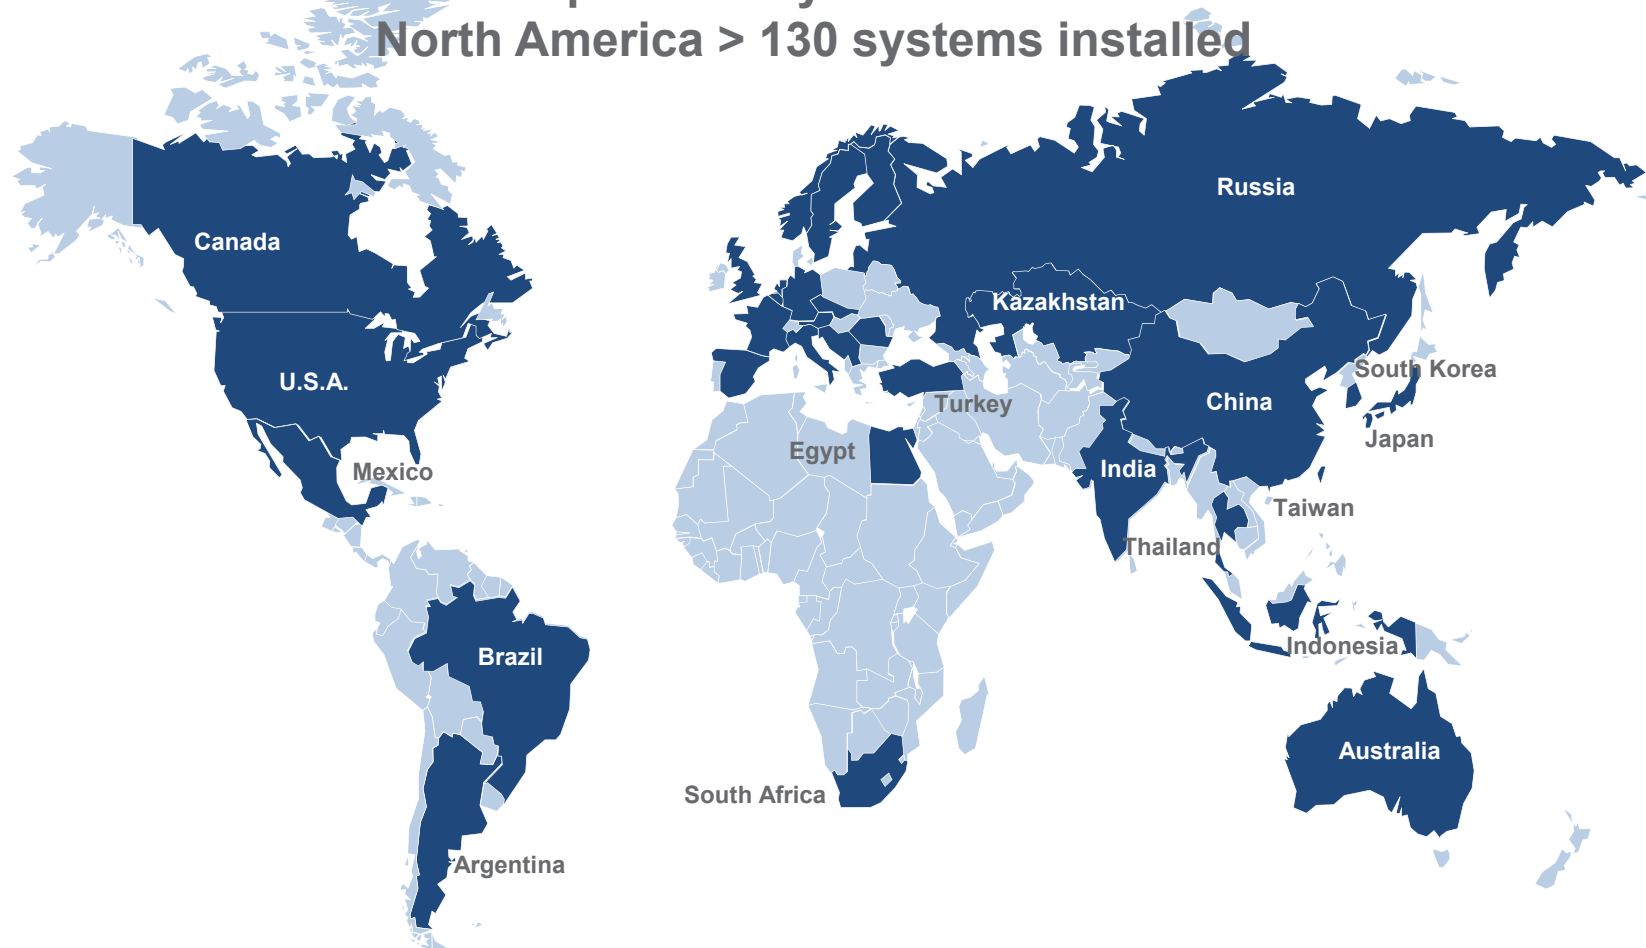 North America > 130 systems installed
Russia
Canada
Kazakhstan
South Korea
U.S.A.
China
Turkey
Japan
Egypt
India
Mexico
Taiwan
Thailand
Indonesia
Brazil
Australia
South Africa
Argentina